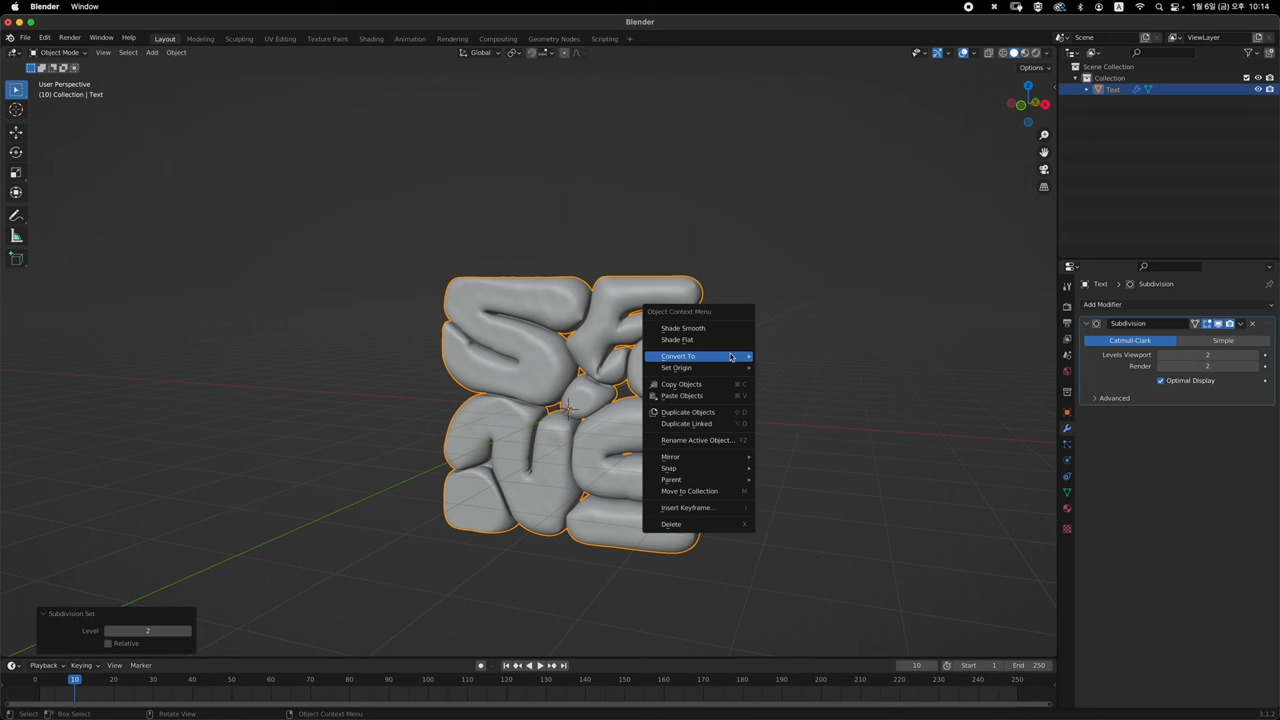 Blender Window
A
1월 6일 (금) 오후 10:14
Blender
File Edit Render Window Help
Layout Modeling Sculpting UV Editing Texture Paint Shading Animation Rendering Compositing Geometry Nodes Scripting +
Scene
ViewLayer
Object Mode View Select Add Object
Global
Options
User Perspective
(10) Collection | Text
Z
Y
X
Scene Collection
Collection
Text
Text > Subdivision
Add Modifier
Subdivision
Catmull-Clark Simple
Levels Viewport 2
Render 2
Optimal Display
Advanced
Object Context Menu
Shade Smooth
Shade Flat
Convert To
Set Origin
Copy Objects ⌘ C
Paste Objects ⌘ V
Duplicate Objects ⇧ D
Duplicate Linked ⌥ D
Rename Active Object... F2
Mirror
Snap
Parent
Move to Collection M
Insert Keyframe... I
Delete X
Subdivision Set
Level 2
Relative
Playback Keying View Marker
10 Start 1 End 250
0 10 20 30 40 50 60 70 80 90 100 110 120 130 140 150 160 170 180 190 200 210 220 230 240 250
Select Box Select Rotate View Object Context Menu
3.1.2